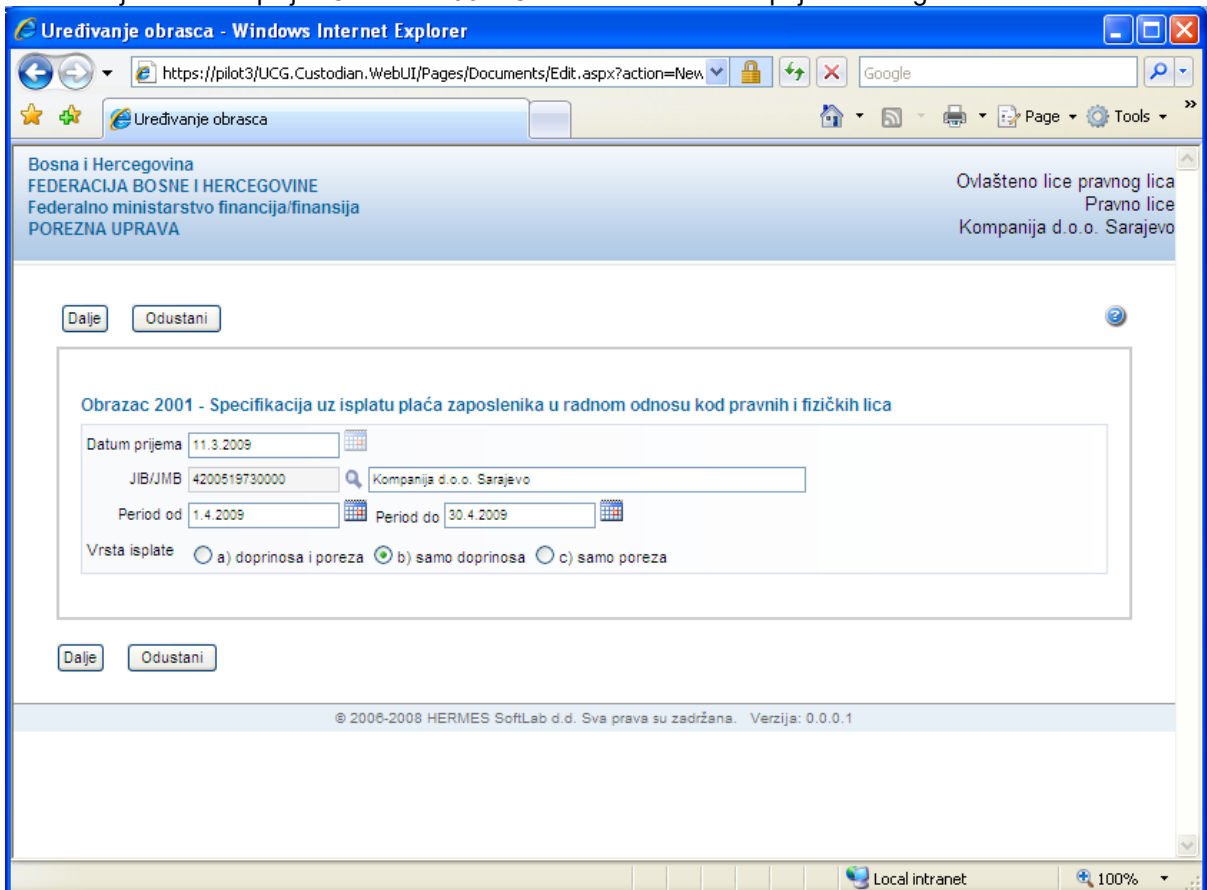 Uređivanje obrasca - Windows Internet Explorer
https://pilot3/UCG.Custodian.WebUI/Pages/Documents/Edit.aspx?action=New
Google
Uređivanje obrasca
Page
Tools
Bosna i Hercegovina
FEDERACIJA BOSNE I HERCEGOVINE
Federalno ministarstvo financija/finansija
POREZNA UPRAVA
Ovlašteno lice pravnog lica
Pravno lice
Kompanija d.o.o. Sarajevo
Dalje Odustani
Obrazac 2001 - Specifikacija uz isplatu plaća zaposlenika u radnom odnosu kod pravnih i fizičkih lica
Datum prijema 11.3.2009
JIB/JMB 4200519730000 Kompanija d.o.o. Sarajevo
Period od 1.4.2009 Period do 30.4.2009
Vrsta isplate a) doprinosa i poreza b) samo doprinosa c) samo poreza
Dalje Odustani
© 2006-2008 HERMES SoftLab d.d. Sva prava su zadržana. Verzija: 0.0.0.1
Local intranet 100%